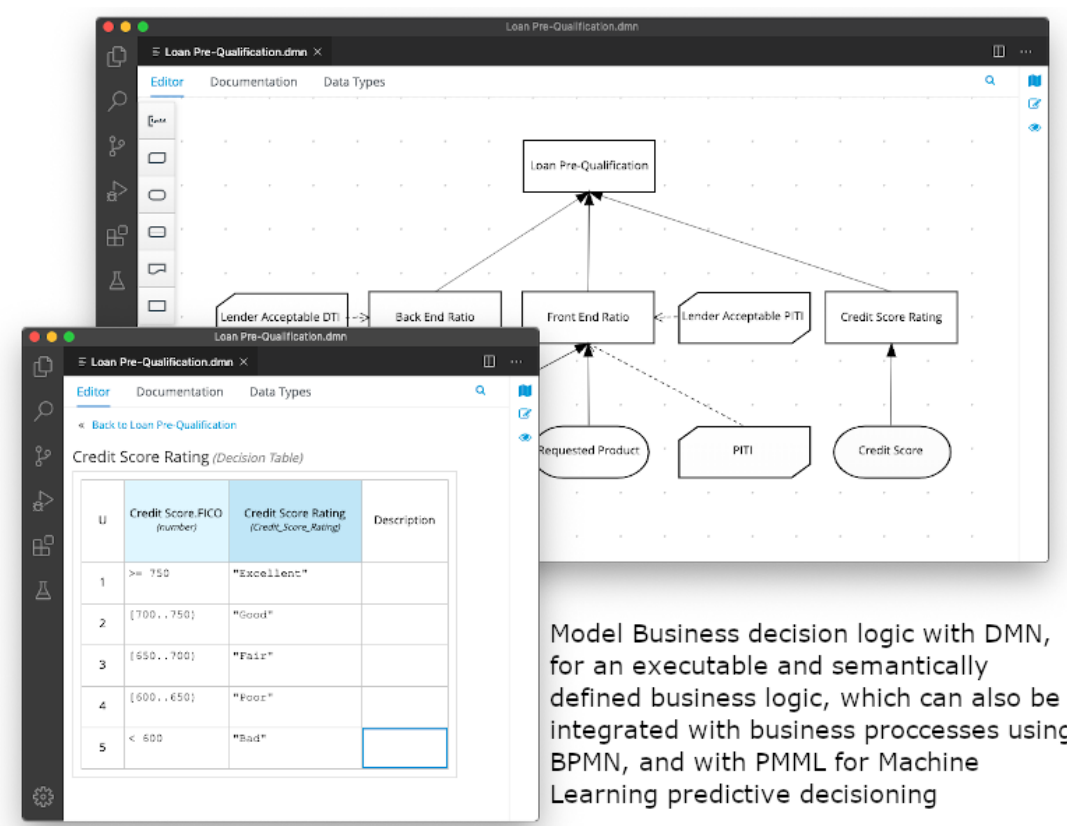 Loan Pre-Qualification.dmn
Loan Pre-Qualification.dmn ×
Editor Documentation Data Types
Loan Pre-Qualification
Lender Acceptable DTI
Back End Ratio
Front End Ratio
Lender Acceptable PITI
Credit Score Rating
Requested Product
PITI
Credit Score
Loan Pre-Qualification.dmn
Loan Pre-Qualification.dmn ×
Editor Documentation Data Types
« Back to Loan Pre-Qualification
Credit Score Rating (Decision Table)
U
Credit Score.FICO
(number)
Credit Score Rating
(Credit_Score_Rating)
Description
1 >= 750 "Excellent"
2 [700..750) "Good"
3 [650..700) "Fair"
4 [600..650) "Poor"
5 < 600 "Bad"
Model Business decision logic with DMN,
for an executable and semantically
defined business logic, which can also be
integrated with business proccesses using
BPMN, and with PMML for Machine
Learning predictive decisioning